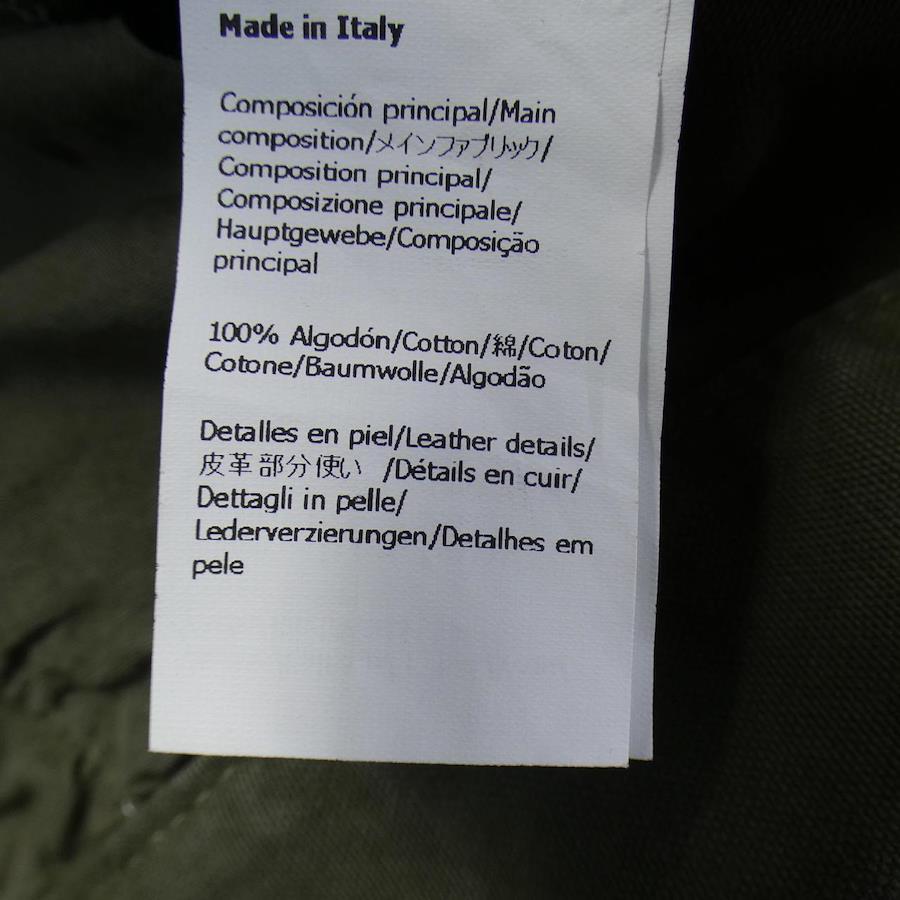 Made in Italy
Composición principal/Main
composition/メインファブリック/
Composition principal/
Composizione principale/
Hauptgewebe/Composição
principal
100% Algodón/Cotton/綿/Coton/
Cotone/Baumwolle/Algodão
Detalles en piel/Leather details/
皮革部分使い /Détails en cuir/
Dettagli in pelle/
Lederverzierungen/Detalhes em
pele